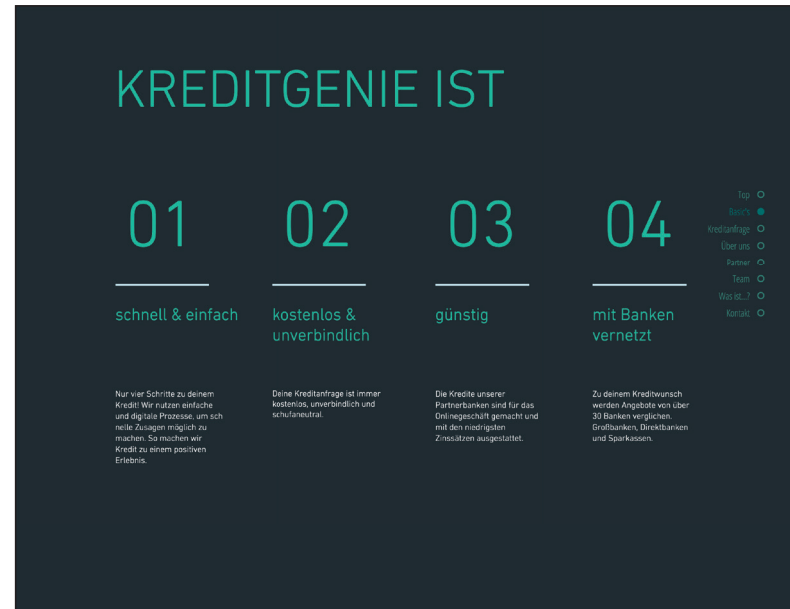 KREDITGENIE IST
01
schnell & einfach
Nur vier Schritte zu deinem
Kredit! Wir nutzen einfache
und digitale Prozesse, um sch
nelle Zusagen möglich zu
machen. So machen wir
Kredit zu einem positiven
Erlebnis.
02
kostenlos &
unverbindlich
Deine Kreditanfrage ist immer
kostenlos, unverbindlich und
schufaneutral.
03
günstig
Die Kredite unserer
Partnerbanken sind für das
Onlinegeschäft gemacht und
mit den niedrigsten
Zinssätzen ausgestattet.
04
mit Banken
vernetzt
Zu deinem Kreditwunsch
werden Angebote von über
30 Banken verglichen.
Großbanken, Direktbanken
und Sparkassen.
Top
Basic's
Kreditanfrage
Über uns
Partner
Team
Was ist...?
Kontakt